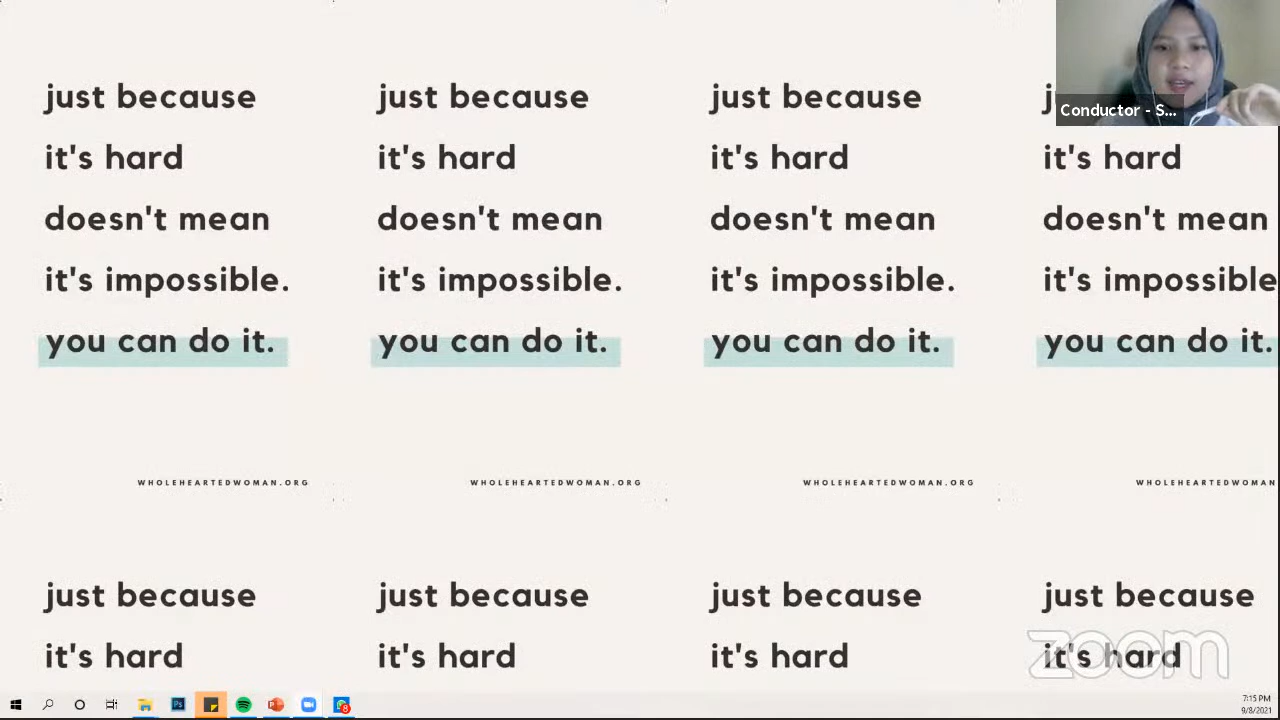 just because
it's hard
doesn't mean
it's impossible.
you can do it.
WHOLEHEARTEDWOMAN.ORG
just because
it's hard
doesn't mean
it's impossible.
you can do it.
WHOLEHEARTEDWOMAN.ORG
just because
it's hard
doesn't mean
it's impossible.
you can do it.
WHOLEHEARTEDWOMAN.ORG
Conductor - S...
it's hard
doesn't mean
it's impossible
you can do it.
WHOLEHEARTEDWOMAN
just because
it's hard
just because
it's hard
just because
it's hard
just because
it's hard
zoom
Ps
8
7:15 PM
9/8/2021